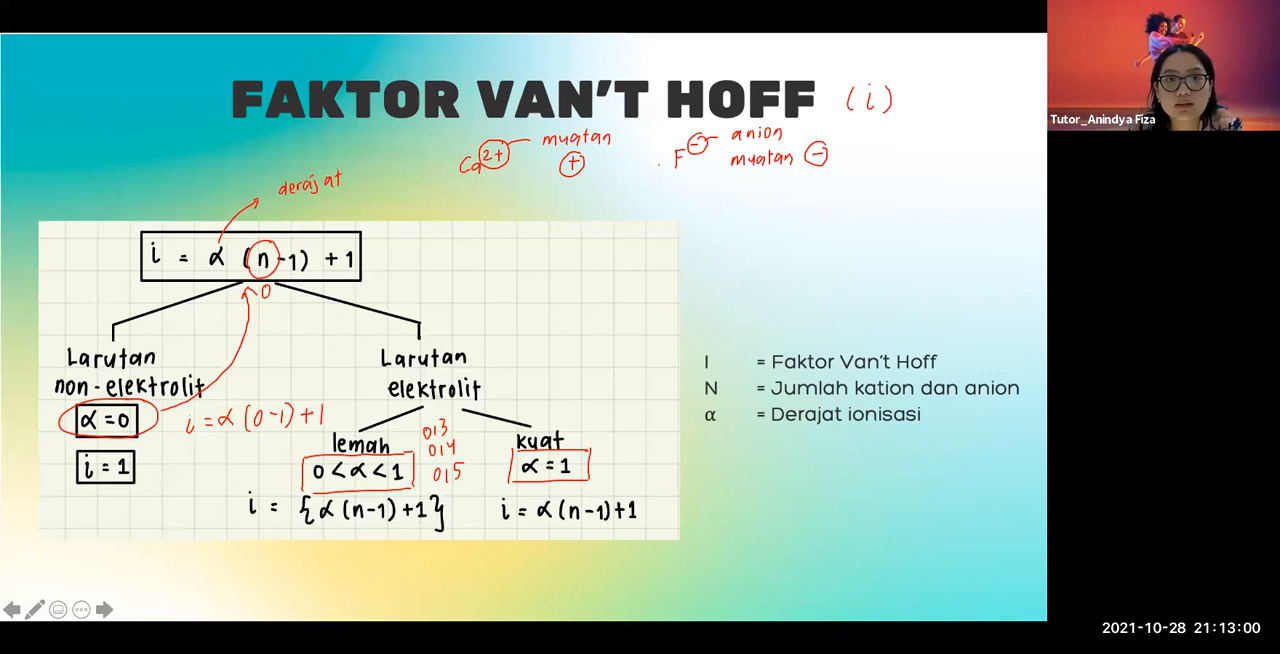 FAKTOR VAN'T HOFF (i)
Ca 2+ muatan +
F - anion
muatan -
derajat
i = α (n-1) + 1
0
Larutan
non-elektrolit
α = 0
i = α (0-1) + 1
i = 1
Larutan
elektrolit
lemah
0,3
0,4
0,5
0 < α < 1
i = {α (n-1) + 1}
kuat
α = 1
i = α (n-1) + 1
I = Faktor Van't Hoff
N = Jumlah kation dan anion
α = Derajat ionisasi
Tutor_Anindya Fiza
2021-10-28 21:13:00